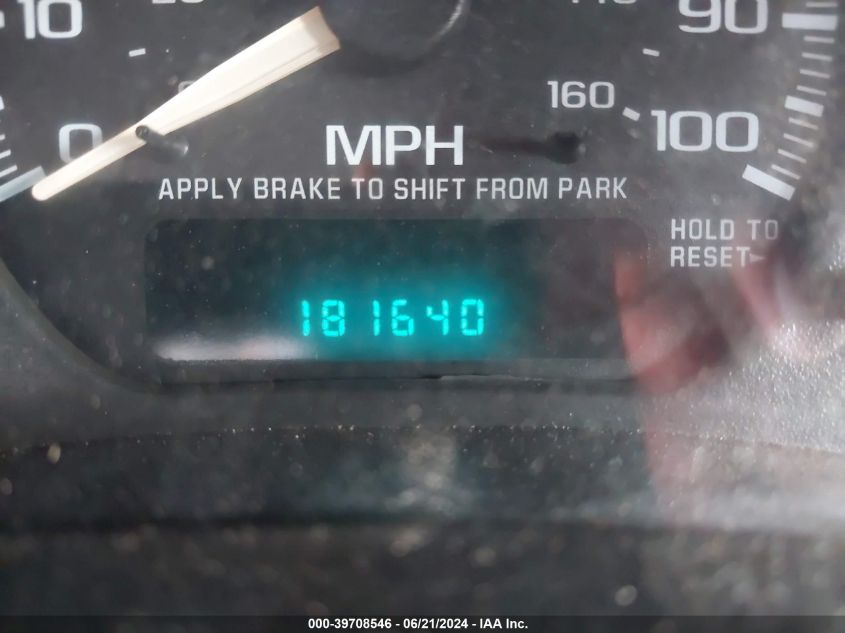 10
90
160
0
100
MPH
APPLY BRAKE TO SHIFT FROM PARK
HOLD TO
RESET
181640
000-39708546 - 06/21/2024 - IAA Inc.